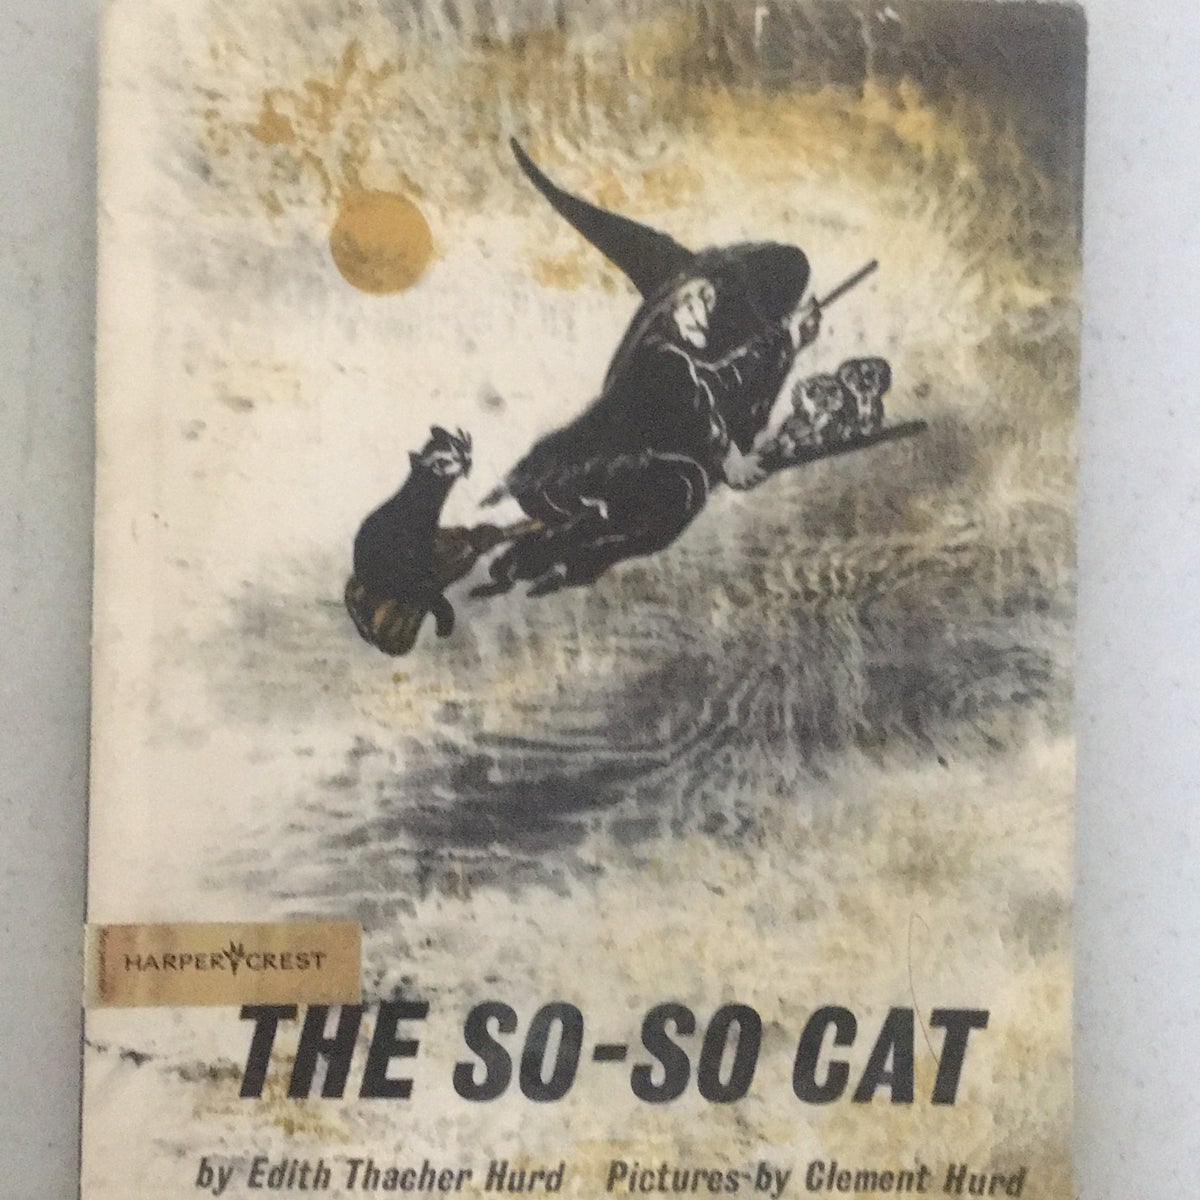 HARPER CREST
THE SO-SO CAT
by Edith Thacher Hurd Pictures by Clement Hurd